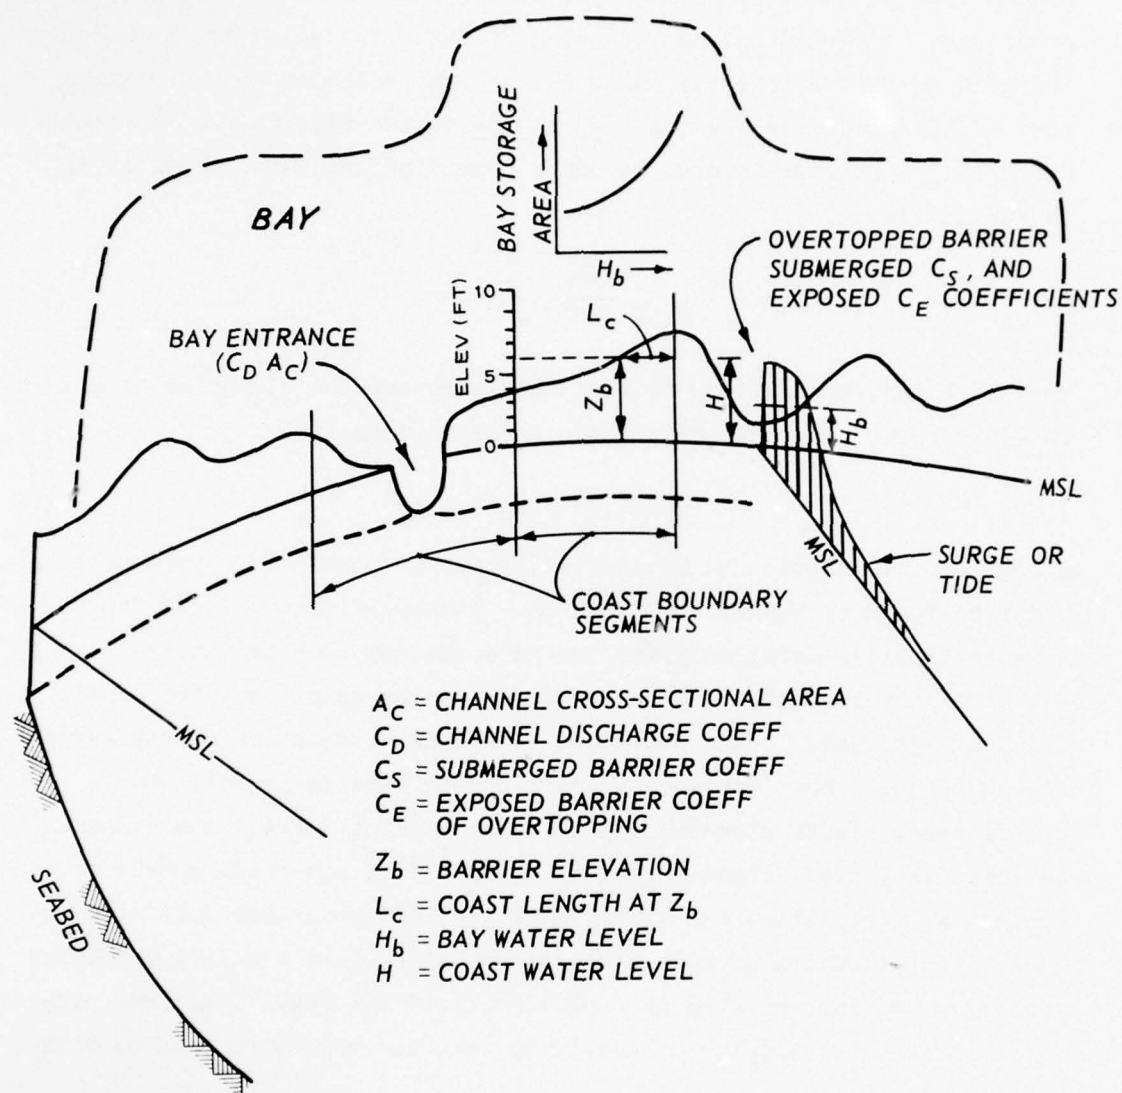 BAY STORAGE
AREA
H_b
BAY
OVERTOPPED BARRIER
SUBMERGED C_S, AND
EXPOSED C_E COEFFICIENTS
10
ELEV (FT)
5
0
L_c
BAY ENTRANCE
(C_D A_C)
Z_b
H
H_b
MSL
MSL
SURGE OR
TIDE
COAST BOUNDARY
SEGMENTS
MSL
SEABED
A_C = CHANNEL CROSS-SECTIONAL AREA
C_D = CHANNEL DISCHARGE COEFF
C_S = SUBMERGED BARRIER COEFF
C_E = EXPOSED BARRIER COEFF
OF OVERTOPPING
Z_b = BARRIER ELEVATION
L_c = COAST LENGTH AT Z_b
H_b = BAY WATER LEVEL
H = COAST WATER LEVEL